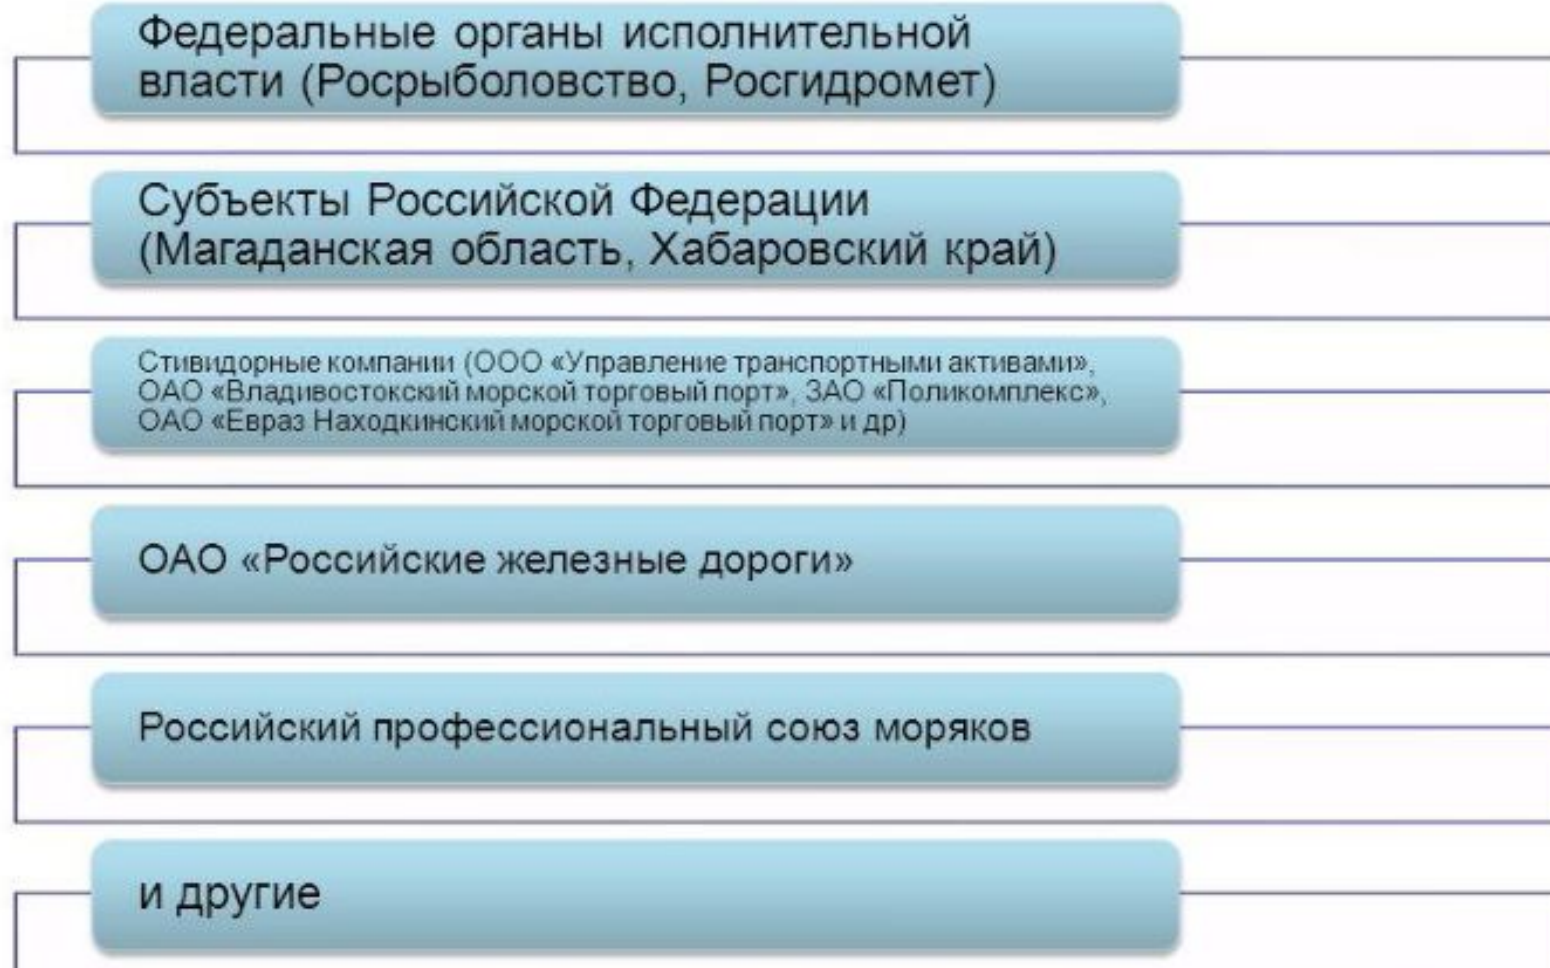 Федеральные органы исполнительной
власти (Росрыболовство, Росгидромет)
Субъекты Российской Федерации
(Магаданская область, Хабаровский край)
Стивидорные компании (ООО «Управление транспортными активами»,
ОАО «Владивостокский морской торговый порт», ЗАО «Поликомплекс»,
ОАО «Евраз Находкинский морской торговый порт» и др)
ОАО «Российские железные дороги»
Российский профессиональный союз моряков
и другие